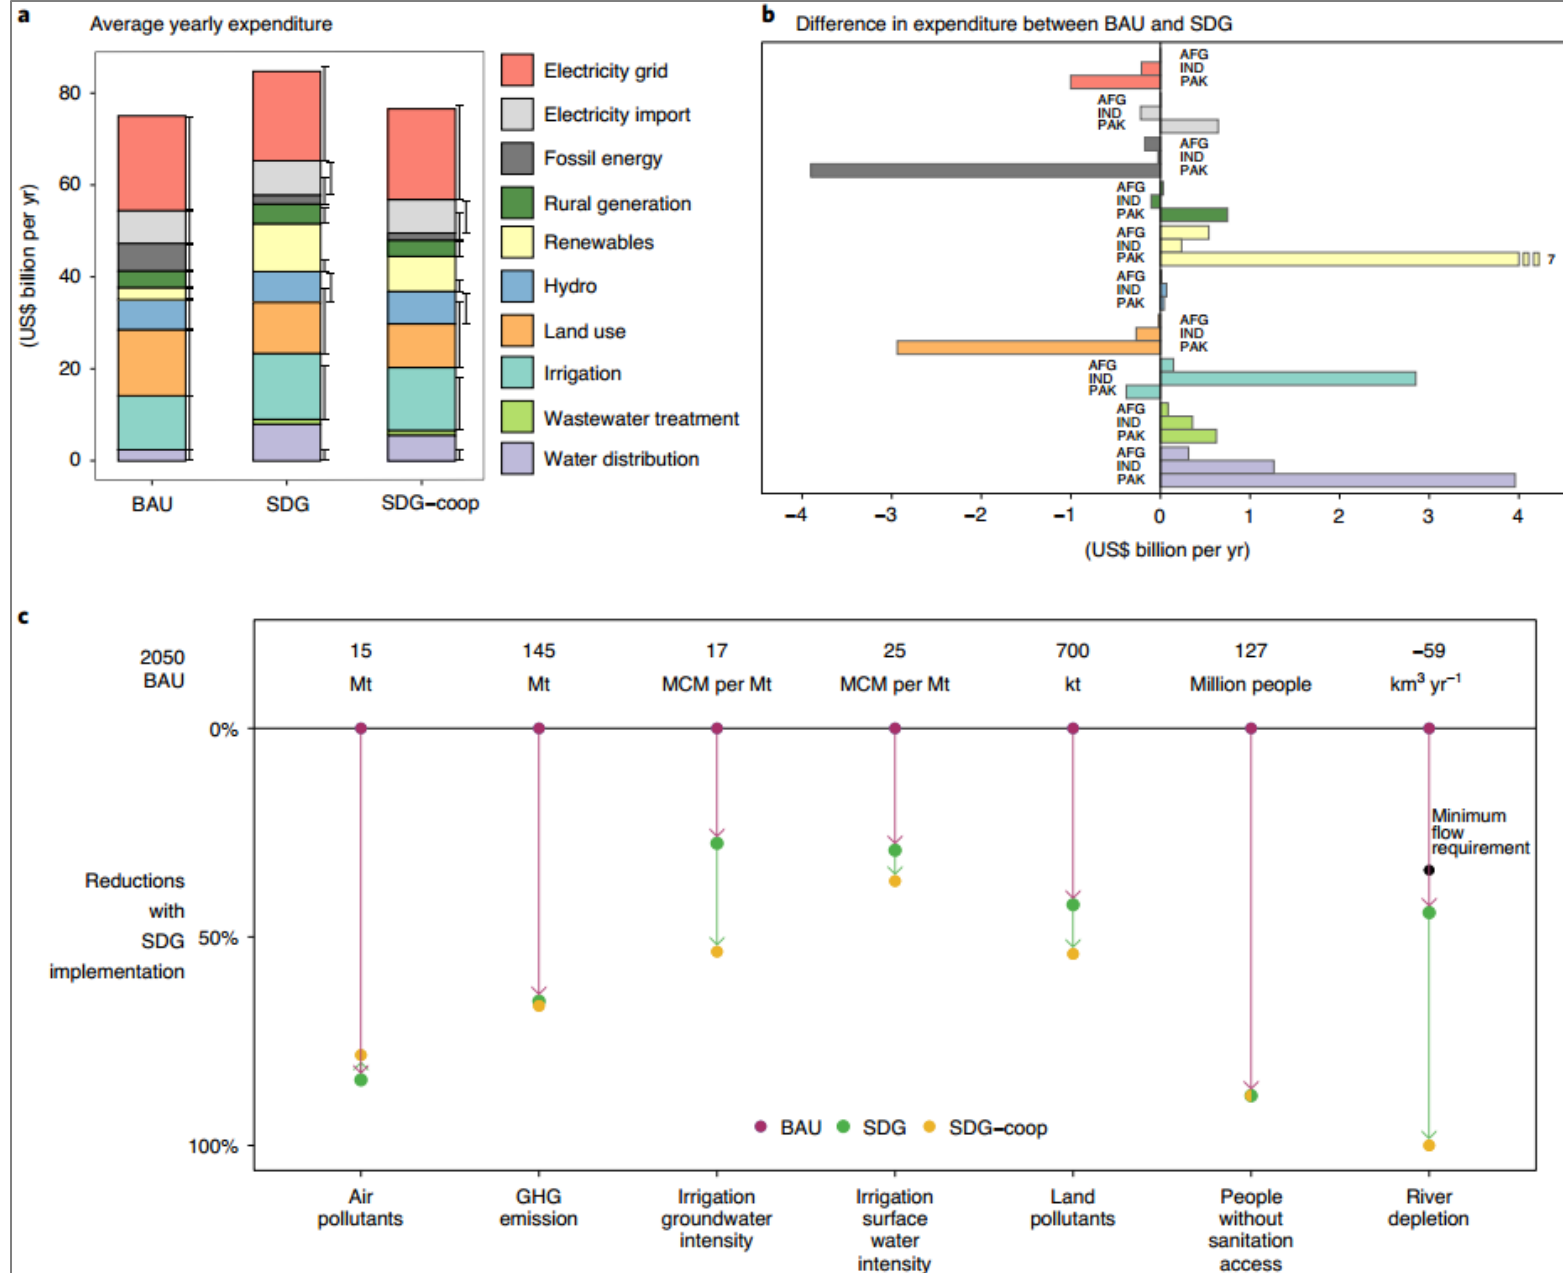 a
Average yearly expenditure
(US$ billion per yr)
80
60
40
20
0
BAU
SDG
SDG–coop
Electricity grid
Electricity import
Fossil energy
Rural generation
Renewables
Hydro
Land use
Irrigation
Wastewater treatment
Water distribution
b
Difference in expenditure between BAU and SDG
AFG
IND
PAK
AFG
IND
PAK
AFG
IND
PAK
AFG
IND
PAK
AFG
IND
PAK
7
AFG
IND
PAK
AFG
IND
PAK
AFG
IND
PAK
AFG
IND
PAK
AFG
IND
PAK
–4
–3
–2
–1
0
1
2
3
4
(US$ billion per yr)
c
2050
BAU
15
Mt
145
Mt
17
MCM per Mt
25
MCM per Mt
700
kt
127
Million people
–59
km³ yr⁻¹
0%
50%
100%
Reductions
with
SDG
implementation
Minimum
flow
requirement
BAU
SDG
SDG–coop
Air
pollutants
GHG
emission
Irrigation
groundwater
intensity
Irrigation
surface
water
intensity
Land
pollutants
People
without
sanitation
access
River
depletion